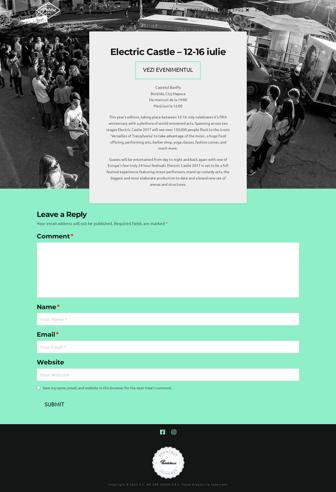 Electric Castle – 12-16 iulie
VEZI EVENIMENTUL
Castelul Banffy
Bonțida, Cluj-Napoca
De miercuri de la 19:00
Până luni la 12:00
This year's edition, taking place between 12-16 July celebrates it's fifth
anniversary with a plethora of world renowned acts. Spanning across two
stages Electric Castle 2017 will see over 150,000 people flock to the iconic
'Versailles of Transylvania' to take advantage of the music, a huge food
offering, performing arts, barber shop, yoga classes, fashion corner, and
much more.
Guests will be entertained from day to night and back again with one of
Europe's few truly 24 hour festivals. Electric Castle 2017 is set to be a full
festival experience featuring street performers, stand up comedy acts, the
biggest and most elaborate production to date and a brand new set of
arenas and structures.
Leave a Reply
Your email address will not be published. Required fields are marked *
Comment *
Name *
Your Name *
Email *
Your Email *
Website
Your Website
Save my name, email, and website in this browser for the next time I comment.
SUBMIT